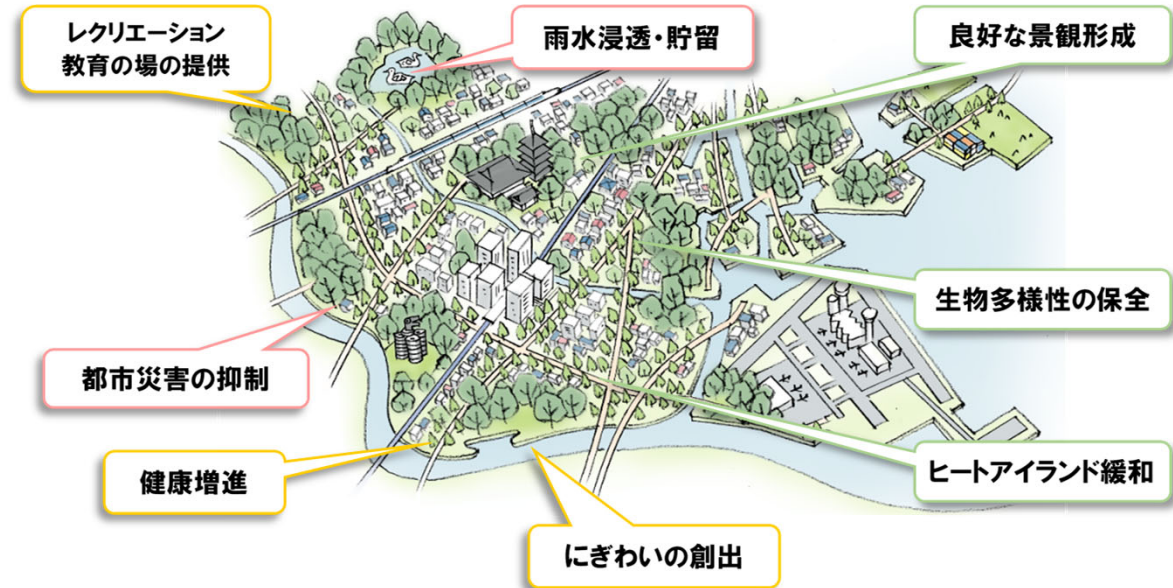 レクリエーション
教育の場の提供
雨水浸透・貯留
良好な景観形成
生物多様性の保全
都市災害の抑制
健康増進
ヒートアイランド緩和
にぎわいの創出